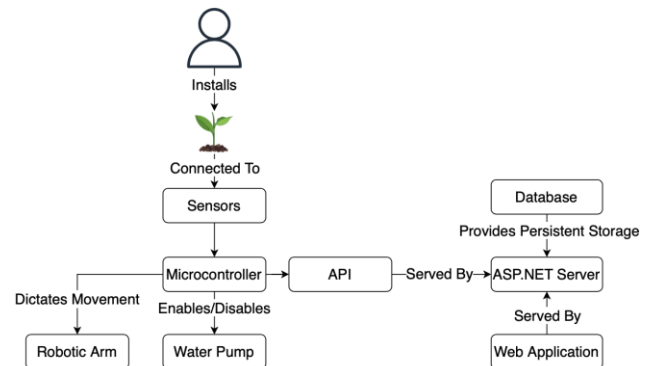 Installs
Connected To
Sensors
Database
Provides Persistent Storage
Microcontroller
API
Served By
ASP.NET Server
Dictates Movement
Enables/Disables
Served By
Robotic Arm
Water Pump
Web Application